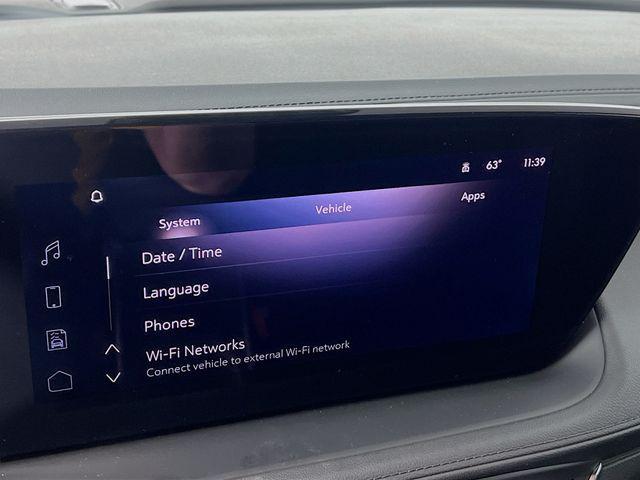 63° 11:39
System Vehicle Apps
Date / Time
Language
Phones
Wi-Fi Networks
Connect vehicle to external Wi-Fi network